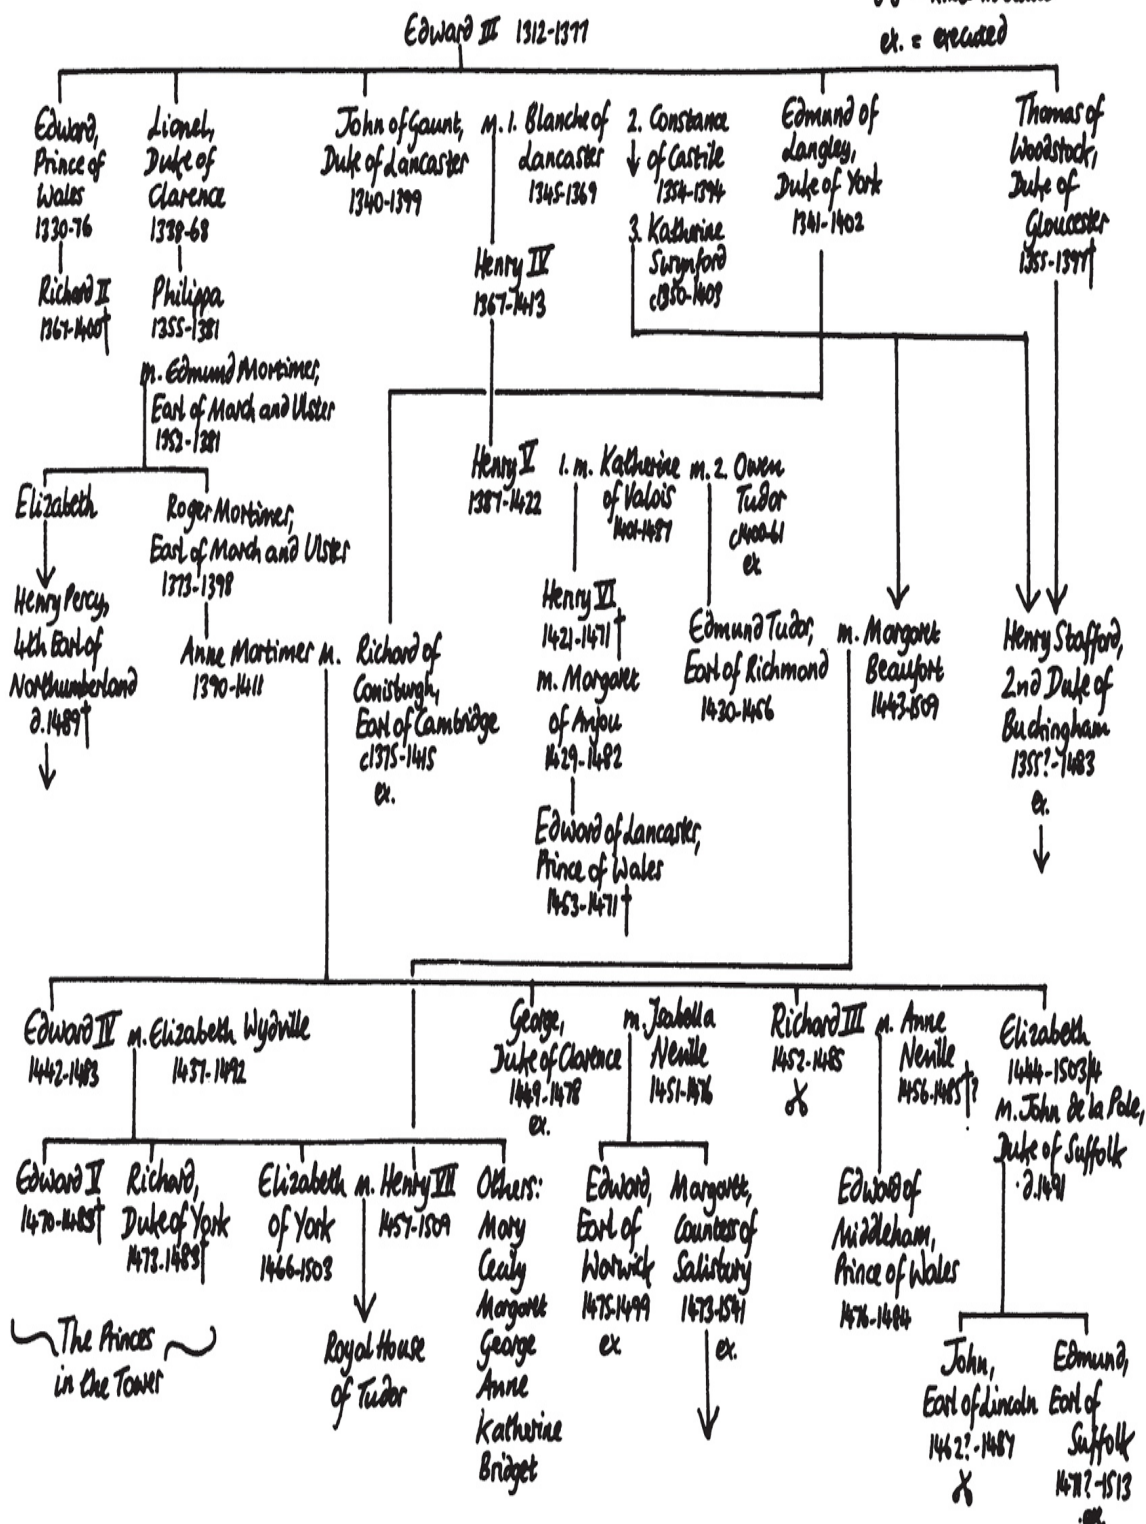 ex. = executed
Edward III 1312-1377
Edward,
Prince of
Wales
1330-76
Richard II
1367-1400†
Lionel,
Duke of
Clarence
1338-68
Philippa
1355-1381
m. Edmund Mortimer,
Earl of March and Ulster
1352-1381
John of Gaunt,
Duke of Lancaster
1340-1399
m. 1. Blanche of
Lancaster
1345-1369
2. Constance
of Castile
1354-1394
3. Katherine
Swynford
c1350-1403
Edmund of
Langley,
Duke of York
1341-1402
Thomas of
Woodstock,
Duke of
Gloucester
1355-1397†
Henry IV
1367-1413
Elizabeth
Henry Percy,
4th Earl of
Northumberland
d.1489†
Roger Mortimer,
Earl of March and Ulster
1373-1398
Anne Mortimer m.
1390-1411
Richard of
Conisburgh,
Earl of Cambridge
c1375-1415
ex.
Henry V
1387-1422
1. m. Katherine
of Valois
1401-1437
m. 2. Owen
Tudor
c1400-61
ex.
Henry VI
1421-1471†
m. Margaret
of Anjou
1429-1482
Edward of Lancaster,
Prince of Wales
1453-1471†
Edmund Tudor,
Earl of Richmond
1430-1456
m. Margaret
Beaufort
1443-1509
Henry Stafford,
2nd Duke of
Buckingham
1355?-1483
ex.
Edward IV
1442-1483
m. Elizabeth Wydville
1437-1492
George,
Duke of Clarence
1449-1478
ex.
m. Isabella
Neville
1451-1476
Richard III
1452-1485
m. Anne
Neville
1456-1485†?
Elizabeth
1444-1503/4
m. John de la Pole,
Duke of Suffolk
d.1491
Edward V
1470-1483†
Richard,
Duke of York
1473-1483†
The Princes
in the Tower
Elizabeth
of York
1466-1503
m. Henry VII
1457-1509
Royal House
of Tudor
Others:
Mary
Cecily
Margaret
George
Anne
Katherine
Bridget
Edward,
Earl of
Warwick
1475-1499
ex
Margaret,
Countess of
Salisbury
1473-1541
ex.
Edward of
Middleham,
Prince of Wales
1476-1484
John,
Earl of Lincoln
1462?-1487
Edmund,
Earl of
Suffolk
1471?-1513
ex.